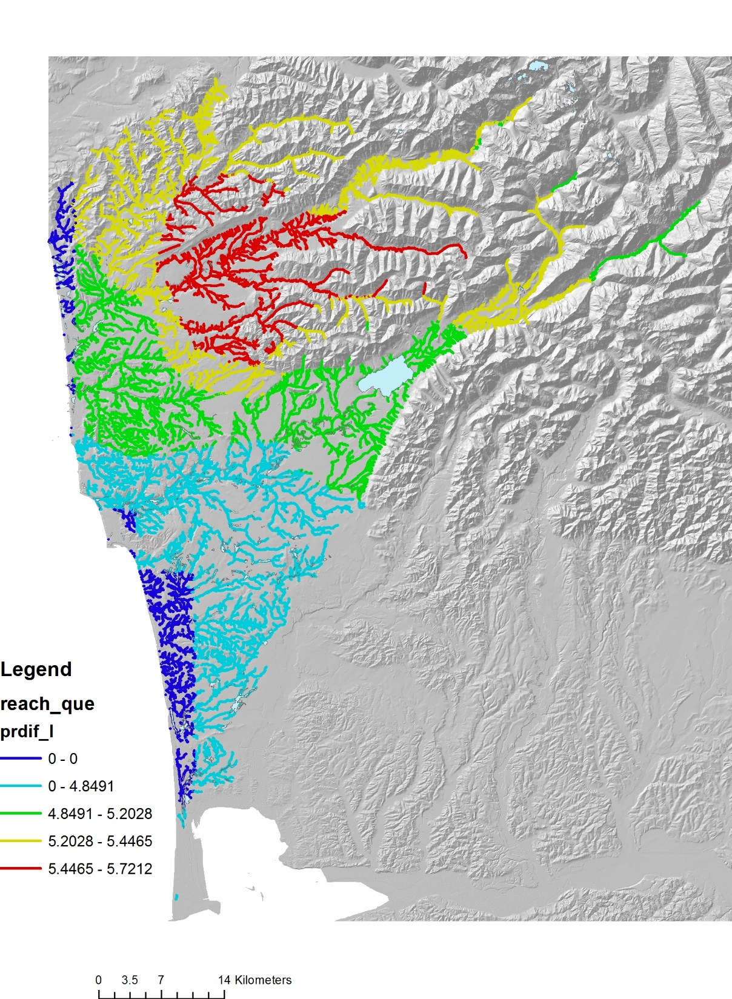 Legend
reach_que
prdif_l
0 - 0
0 - 4.8491
4.8491 - 5.2028
5.2028 - 5.4465
5.4465 - 5.7212
0 3.5 7 14 Kilometers